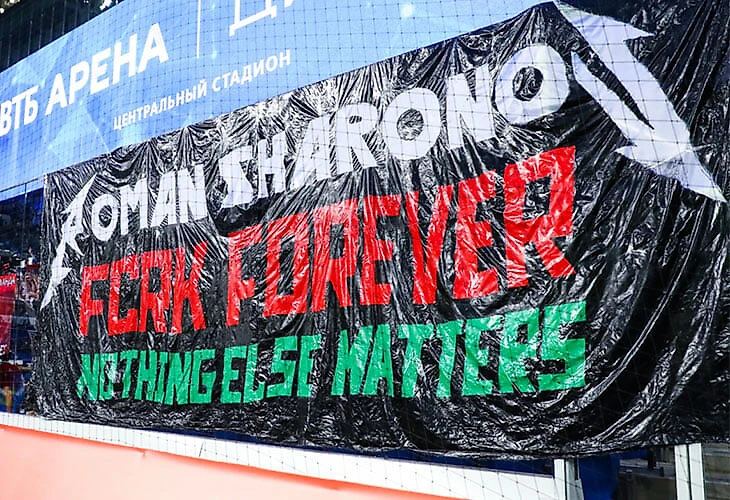 ВТБ АРЕНА
ЦЕНТРАЛЬНЫЙ СТАДИОН
ROMAN SHARONOV
FCRK FOREVER
NOTHING ELSE MATTERS